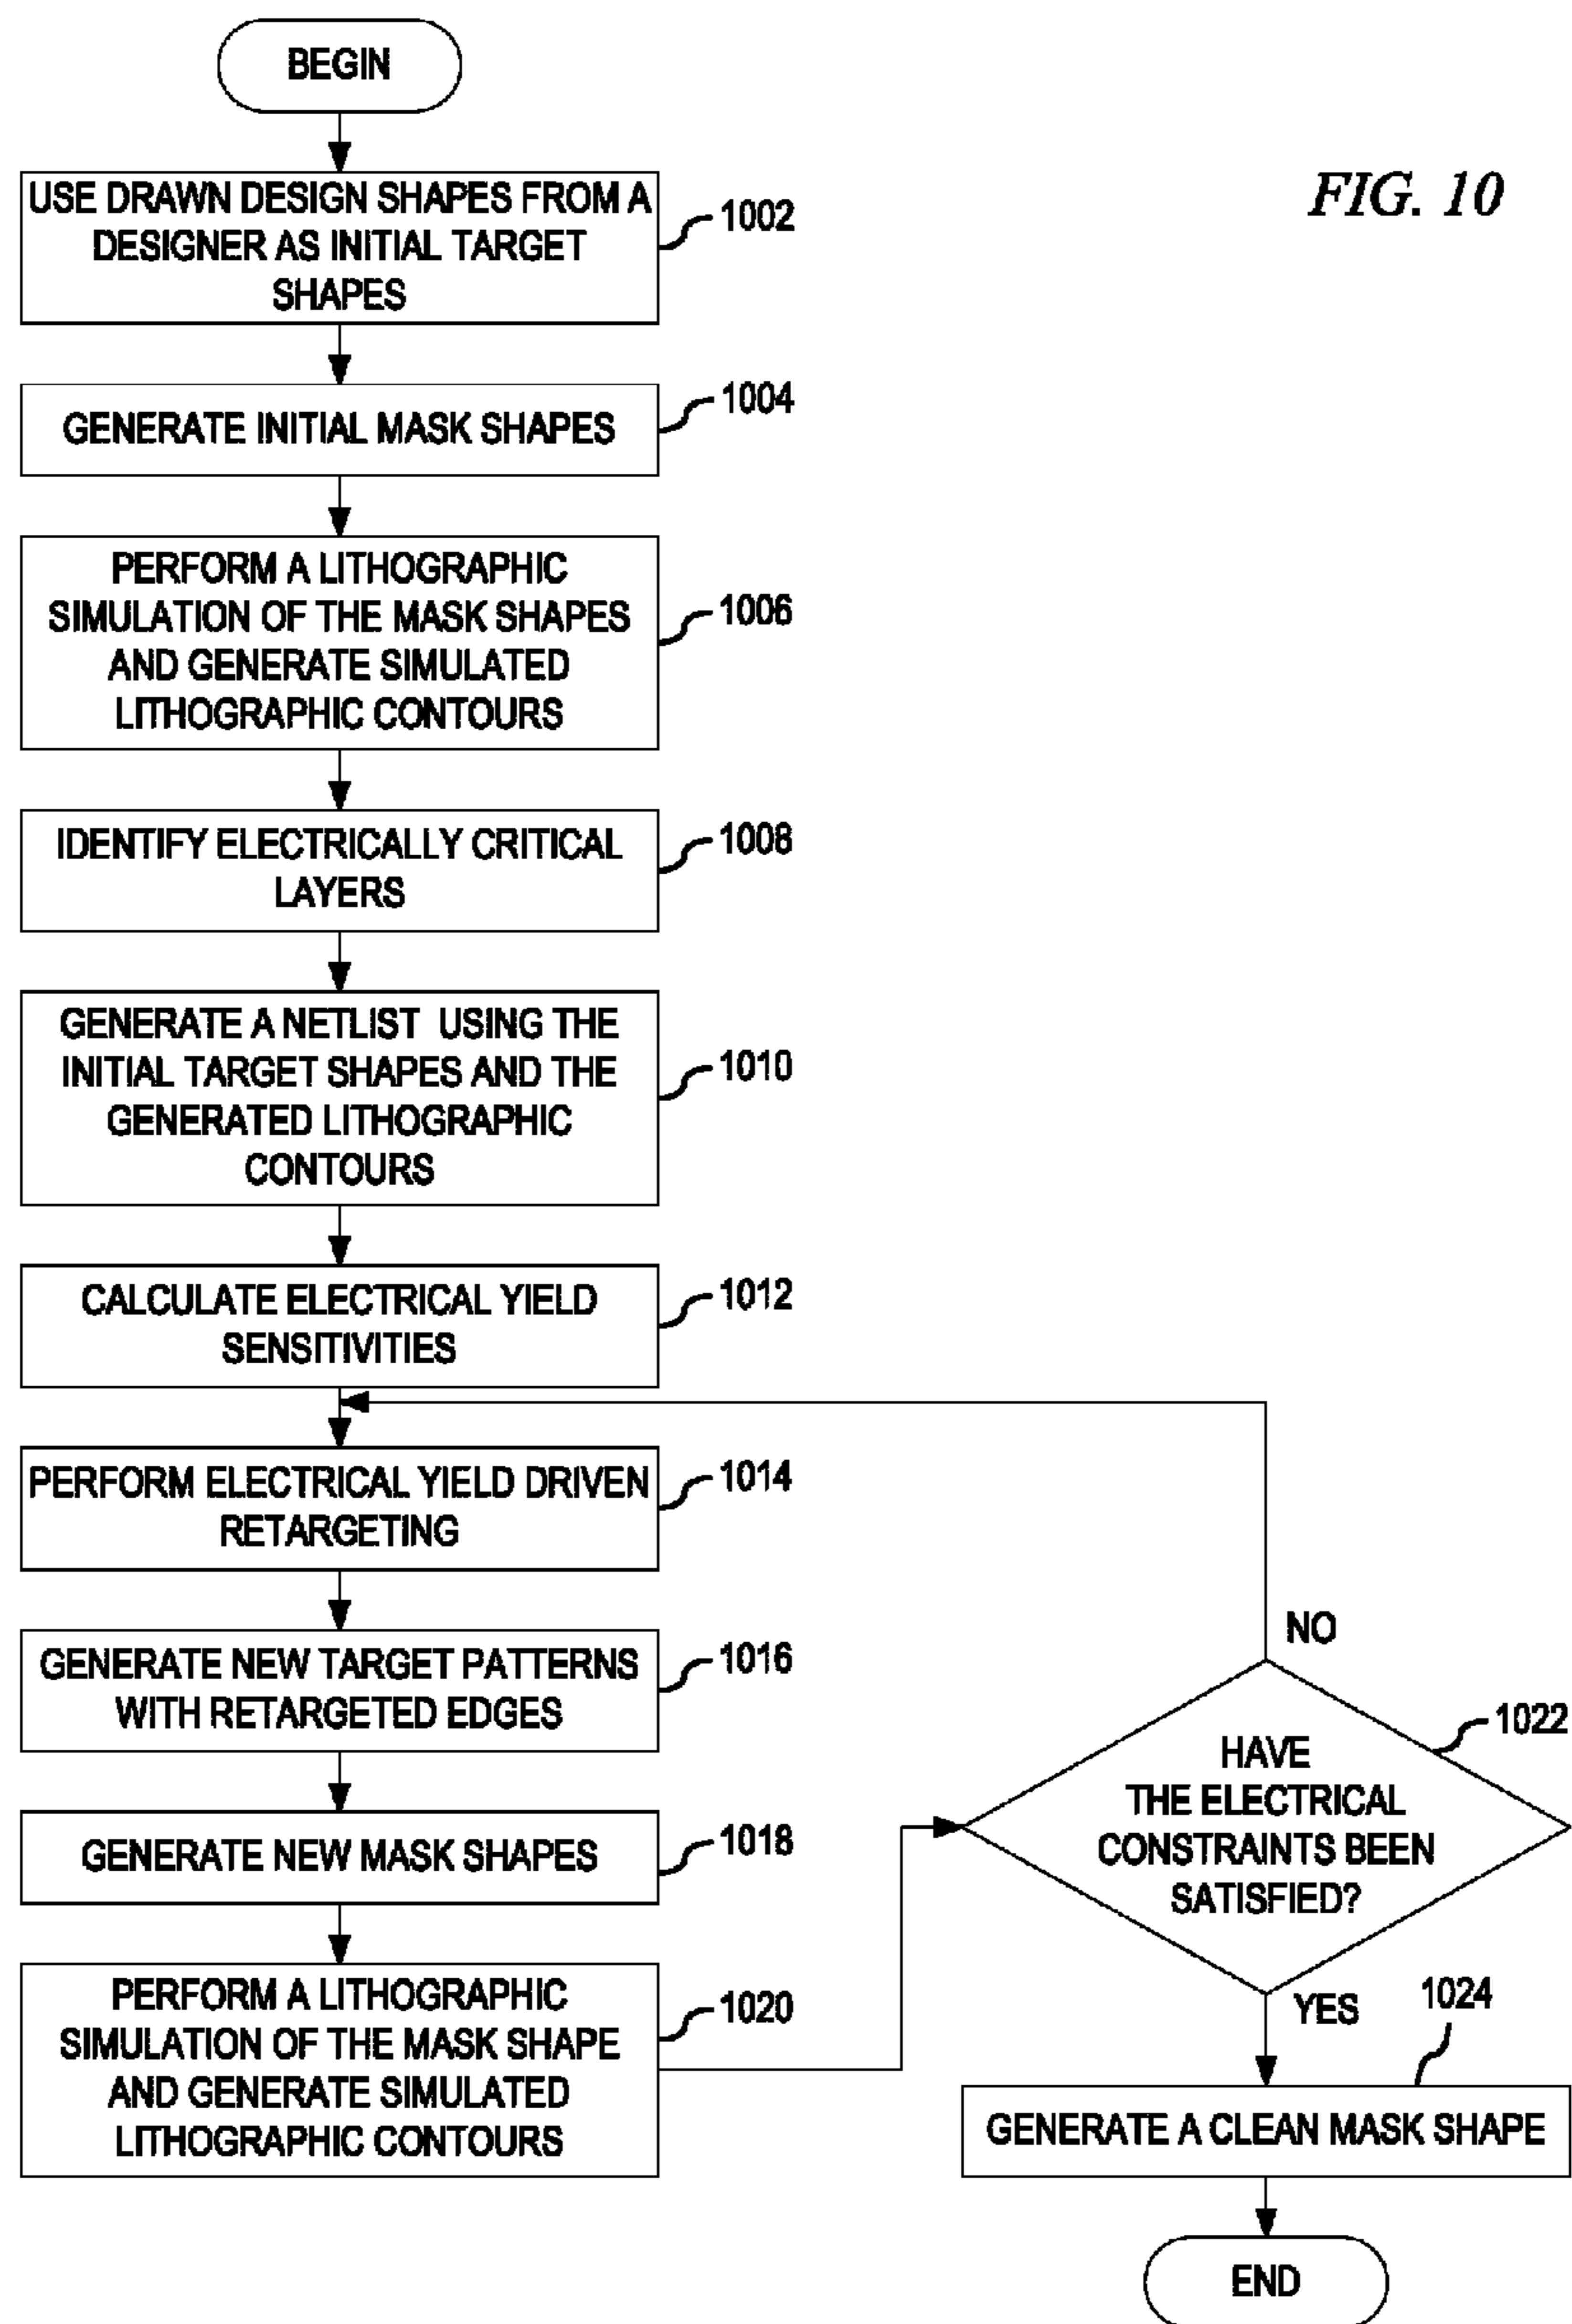 BEGIN
FIG. 10
USE DRAWN DESIGN SHAPES FROM A
DESIGNER AS INITIAL TARGET
SHAPES
1002
GENERATE INITIAL MASK SHAPES
1004
PERFORM A LITHOGRAPHIC
SIMULATION OF THE MASK SHAPES
AND GENERATE SIMULATED
LITHOGRAPHIC CONTOURS
1006
IDENTIFY ELECTRICALLY CRITICAL
LAYERS
1008
GENERATE A NETLIST USING THE
INITIAL TARGET SHAPES AND THE
GENERATED LITHOGRAPHIC
CONTOURS
1010
CALCULATE ELECTRICAL YIELD
SENSITIVITIES
1012
PERFORM ELECTRICAL YIELD DRIVEN
RETARGETING
1014
GENERATE NEW TARGET PATTERNS
WITH RETARGETED EDGES
1016
GENERATE NEW MASK SHAPES
1018
PERFORM A LITHOGRAPHIC
SIMULATION OF THE MASK SHAPE
AND GENERATE SIMULATED
LITHOGRAPHIC CONTOURS
1020
NO
HAVE
THE ELECTRICAL
CONSTRAINTS BEEN
SATISFIED?
1022
YES
1024
GENERATE A CLEAN MASK SHAPE
END